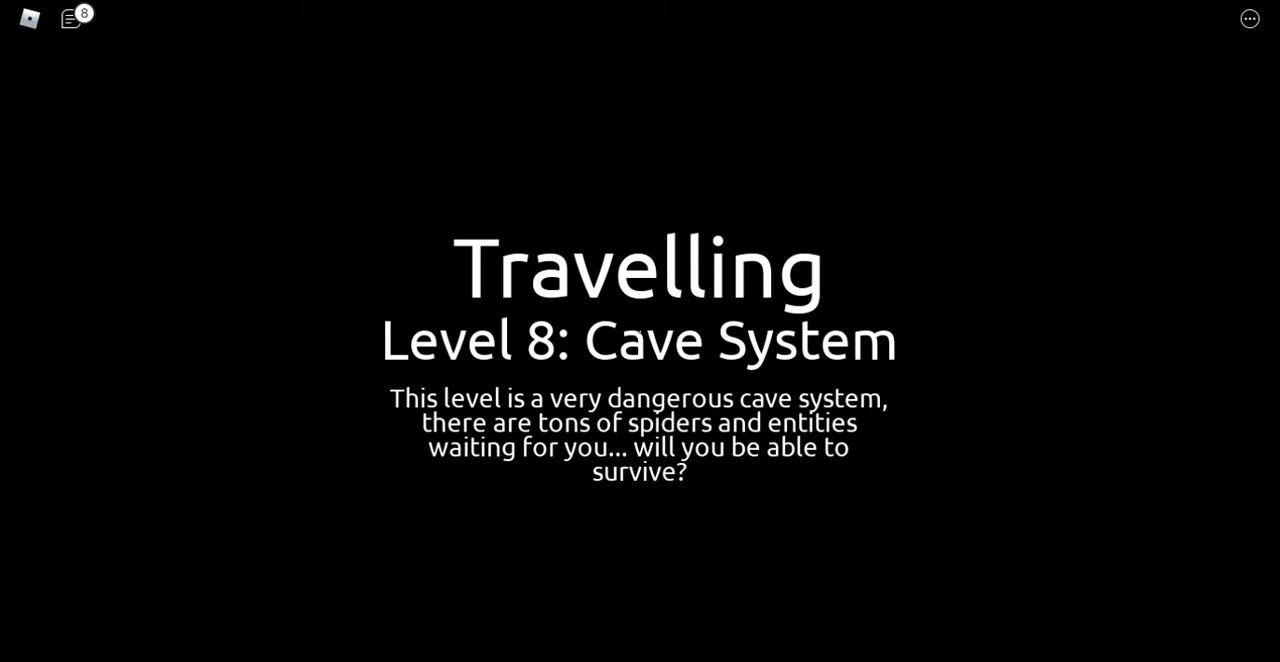 8
Travelling
Level 8: Cave System
This level is a very dangerous cave system,
there are tons of spiders and entities
waiting for you... will you be able to
survive?